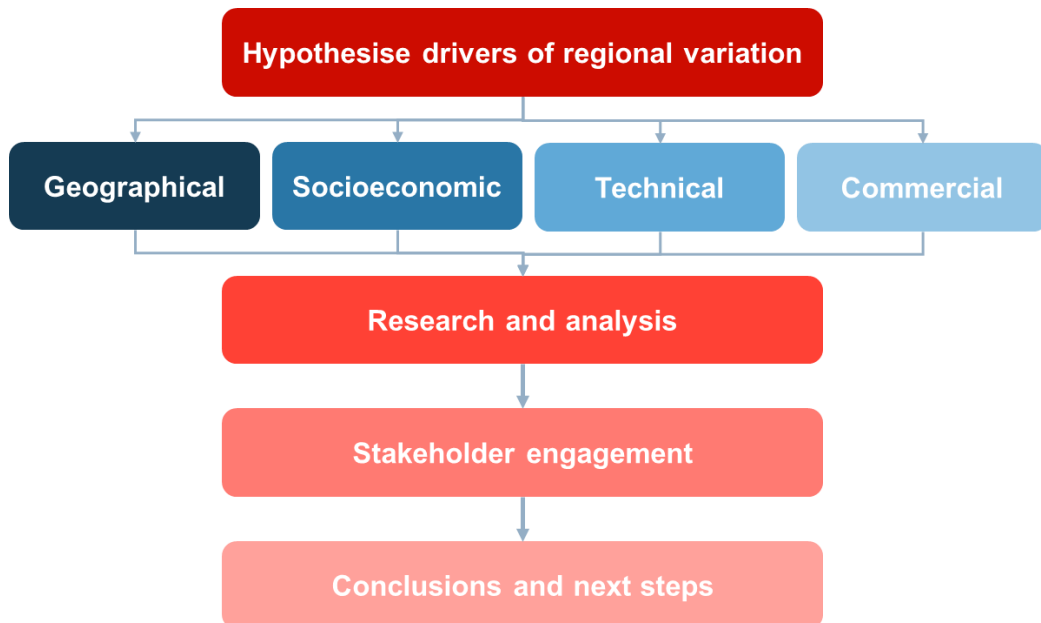 Hypothesise drivers of regional variation
Geographical
Socioeconomic
Technical
Commercial
Research and analysis
Stakeholder engagement
Conclusions and next steps